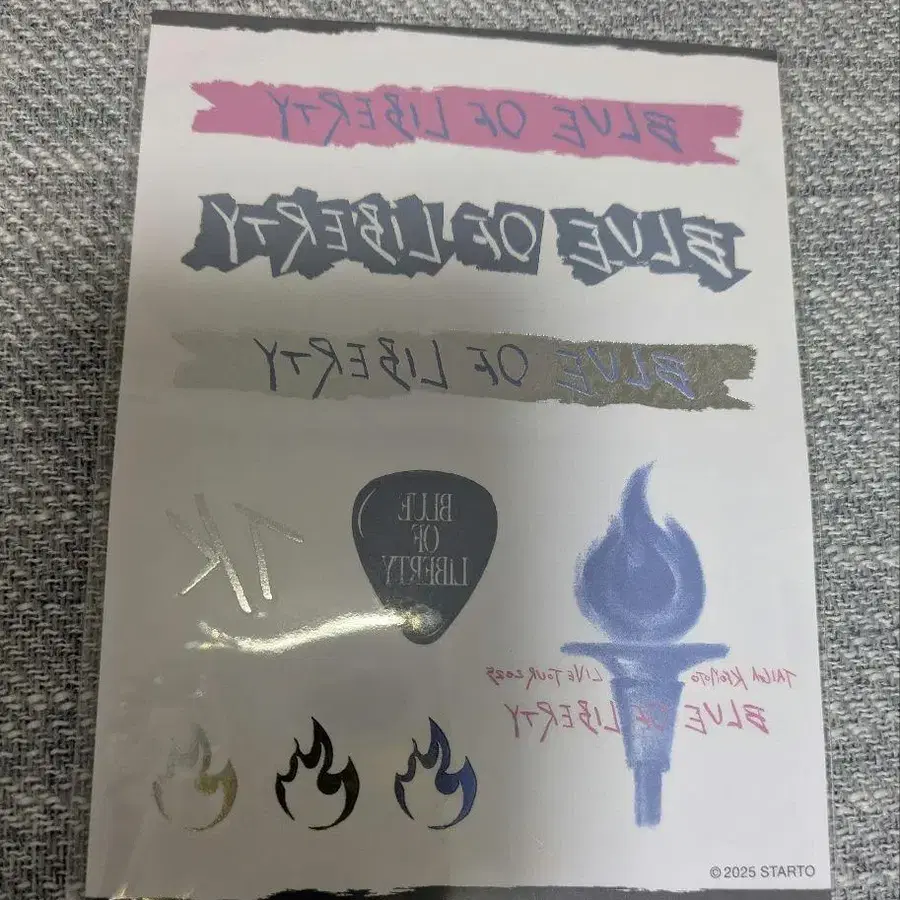 BLUE OF LIBERTY
BLUE OF LIBERTY
BLUE OF LIBERTY
TK
BLUE
OF
LIBERTY
TAIGA KYOMOTO LIVE TOUR 2025
BLUE OF LIBERTY
©2025 STARTO